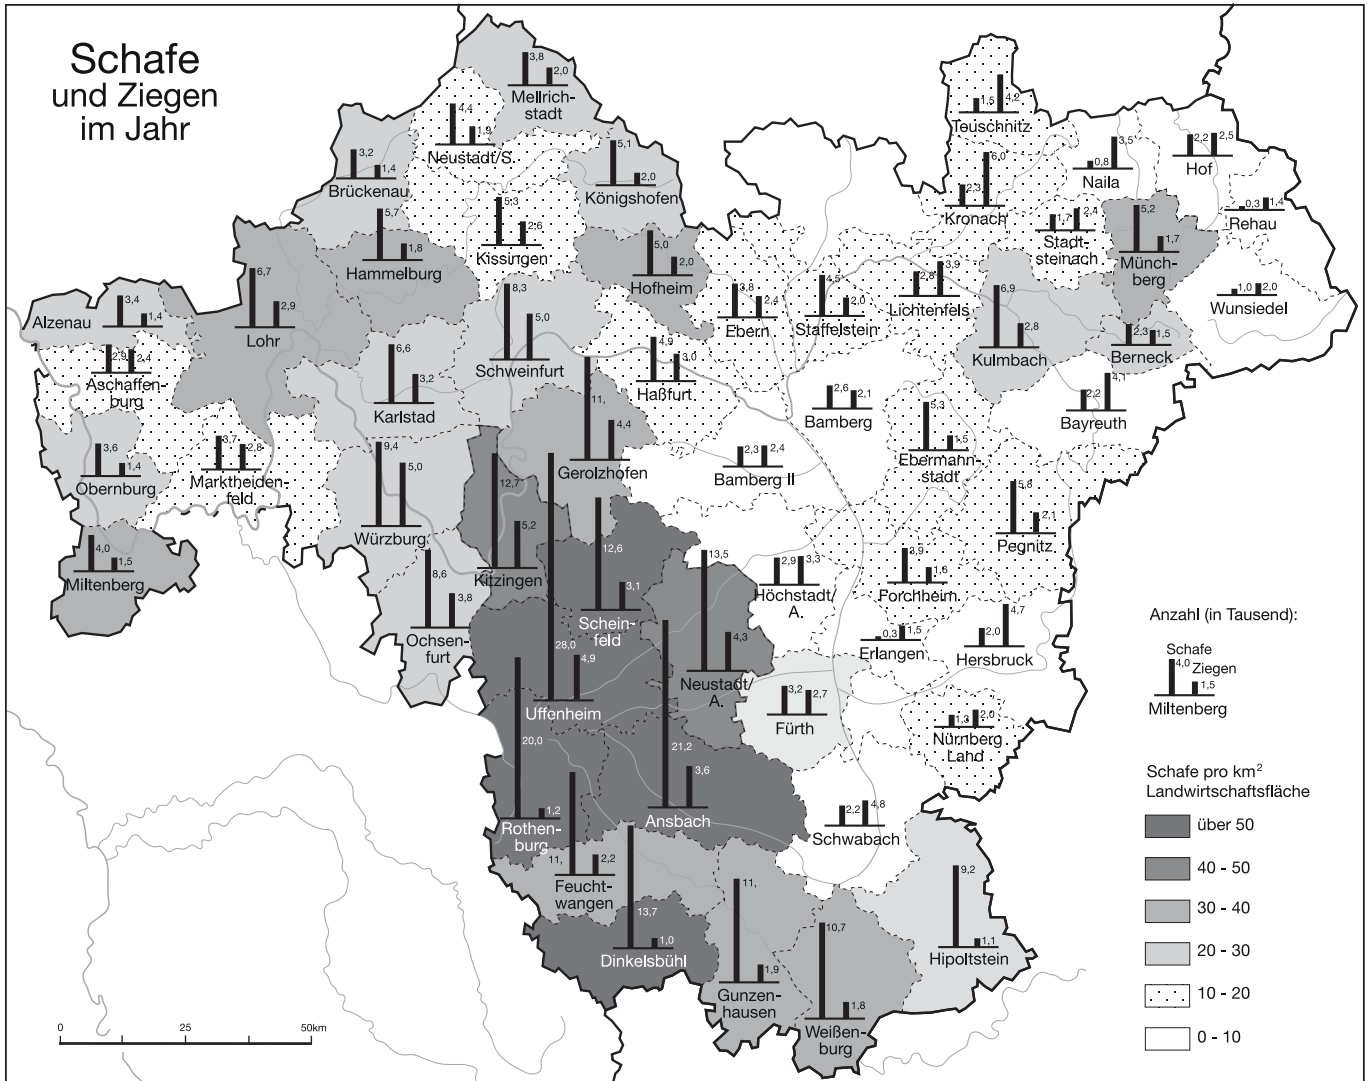 Schafe
und Ziegen
im Jahr
3,8
2,0
Mellrich-
stadt
4,4
1,9
Neustadt/S.
3,2
1,4
Brückenau
5,1
2,0
Königshofen
5,7
1,8
Hammelburg
5,3
2,6
Kissingen
5,0
2,0
Hofheim
6,7
2,9
Lohr
Alzenau
3,4
1,4
2,9
2,4
Aschaffen-
burg
8,3
5,0
Schweinfurt
6,6
3,2
Karlstad
4,9
3,0
Haßfurt
3,8
2,4
Ebern
4,5
2,0
Staffelstein
2,8
3,9
Lichtenfels
1,5
4,2
Teuschnitz
2,3
6,0
Kronach
0,8
3,5
Naila
2,2
2,5
Hof
0,3
1,4
Rehau
1,7
2,4
Stadt-
steinach
5,2
1,7
Münch-
berg
1,0
2,0
Wunsiedel
6,9
2,8
Kulmbach
2,3
1,5
Berneck
2,2
4,1
Bayreuth
2,6
2,1
Bamberg
5,3
1,5
Ebermann-
stadt
2,3
2,4
Bamberg II
11,
4,4
Gerolzhofen
3,6
1,4
Obernburg
3,7
2,8
Marktheiden-
feld
9,4
5,0
Würzburg
4,0
1,5
Miltenberg
12,7
5,2
Kitzingen
12,6
3,1
Schein-
feld
8,6
3,8
Ochsen-
furt
13,5
4,3
Neustadt/
A.
2,9
3,3
Höchstadt/
A.
3,9
1,6
Forchheim
5,8
2,1
Pegnitz
0,3
1,5
Erlangen
2,0
4,7
Hersbruck
28,0
4,9
Uffenheim
3,2
2,7
Fürth
1,3
2,0
Nürnberg
Land
20,0
1,2
Rothen-
burg
21,2
3,6
Ansbach
2,2
4,8
Schwabach
11,
2,2
Feucht-
wangen
13,7
1,0
Dinkelsbühl
11,
1,9
Gunzen-
hausen
10,7
1,8
Weißen-
burg
9,2
1,1
Hipoltstein
Anzahl (in Tausend):
Schafe
4,0 Ziegen
1,5
Miltenberg
Schafe pro km²
Landwirtschaftsfläche
über 50
40 - 50
30 - 40
20 - 30
10 - 20
0 - 10
0 25 50km